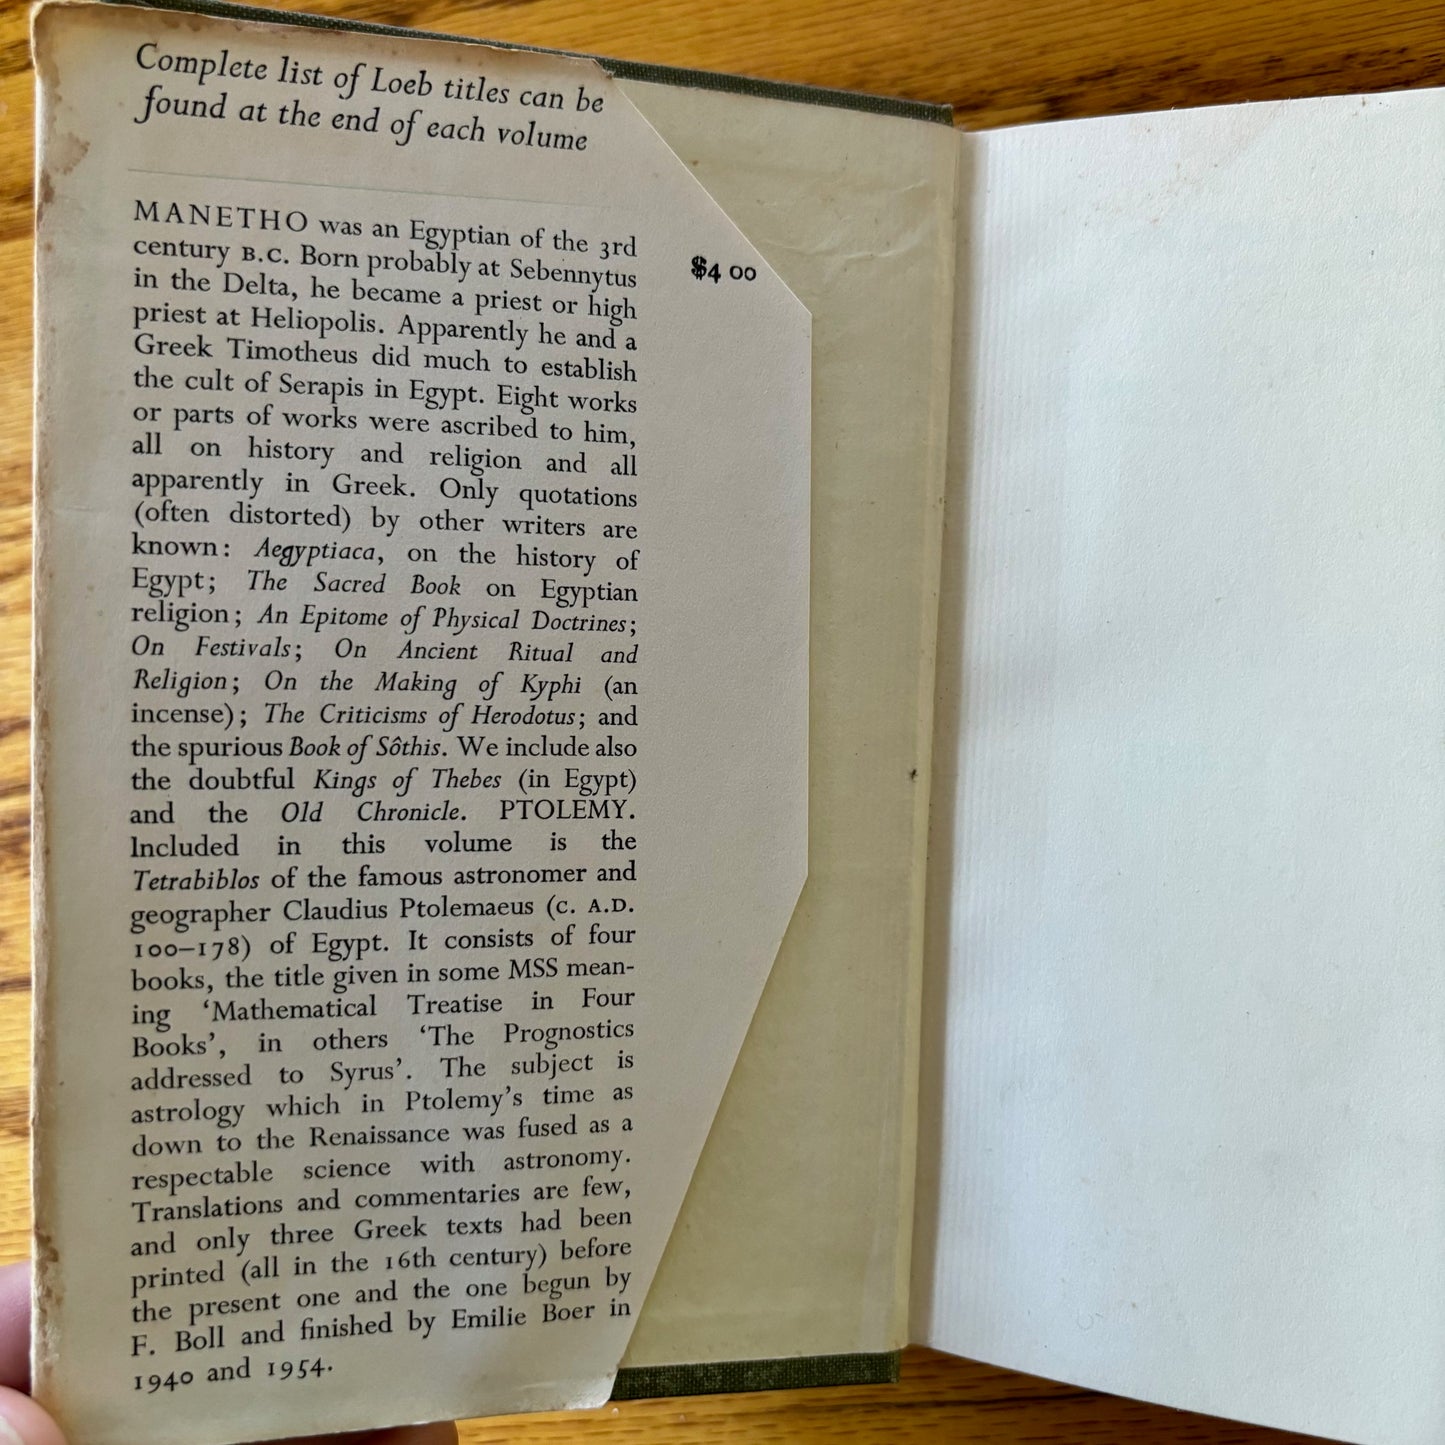 Complete list of Loeb titles can be
found at the end of each volume
MANETHO was an Egyptian of the 3rd
century B.C. Born probably at Sebennytus
in the Delta, he became a priest or high
priest at Heliopolis. Apparently he and a
Greek Timotheus did much to establish
the cult of Serapis in Egypt. Eight works
or parts of works were ascribed to him,
all on history and religion and all
apparently in Greek. Only quotations
(often distorted) by other writers are
known: Aegyptiaca, on the history of
Egypt; The Sacred Book on Egyptian
religion; An Epitome of Physical Doctrines;
On Festivals; On Ancient Ritual and
Religion; On the Making of Kyphi (an
incense); The Criticisms of Herodotus; and
the spurious Book of Sôthis. We include also
the doubtful Kings of Thebes (in Egypt)
and the Old Chronicle. PTOLEMY.
Included in this volume is the
Tetrabiblos of the famous astronomer and
geographer Claudius Ptolemaeus (C. A.D.
100–178) of Egypt. It consists of four
books, the title given in some MSS mean-
ing ‘Mathematical Treatise in Four
Books’, in others ‘The Prognostics
addressed to Syrus’. The subject is
astrology which in Ptolemy’s time as
down to the Renaissance was fused as a
respectable science with astronomy.
Translations and commentaries are few,
and only three Greek texts had been
printed (all in the 16th century) before
the present one and the one begun by
F. Boll and finished by Emilie Boer in
1940 and 1954.
$4 00